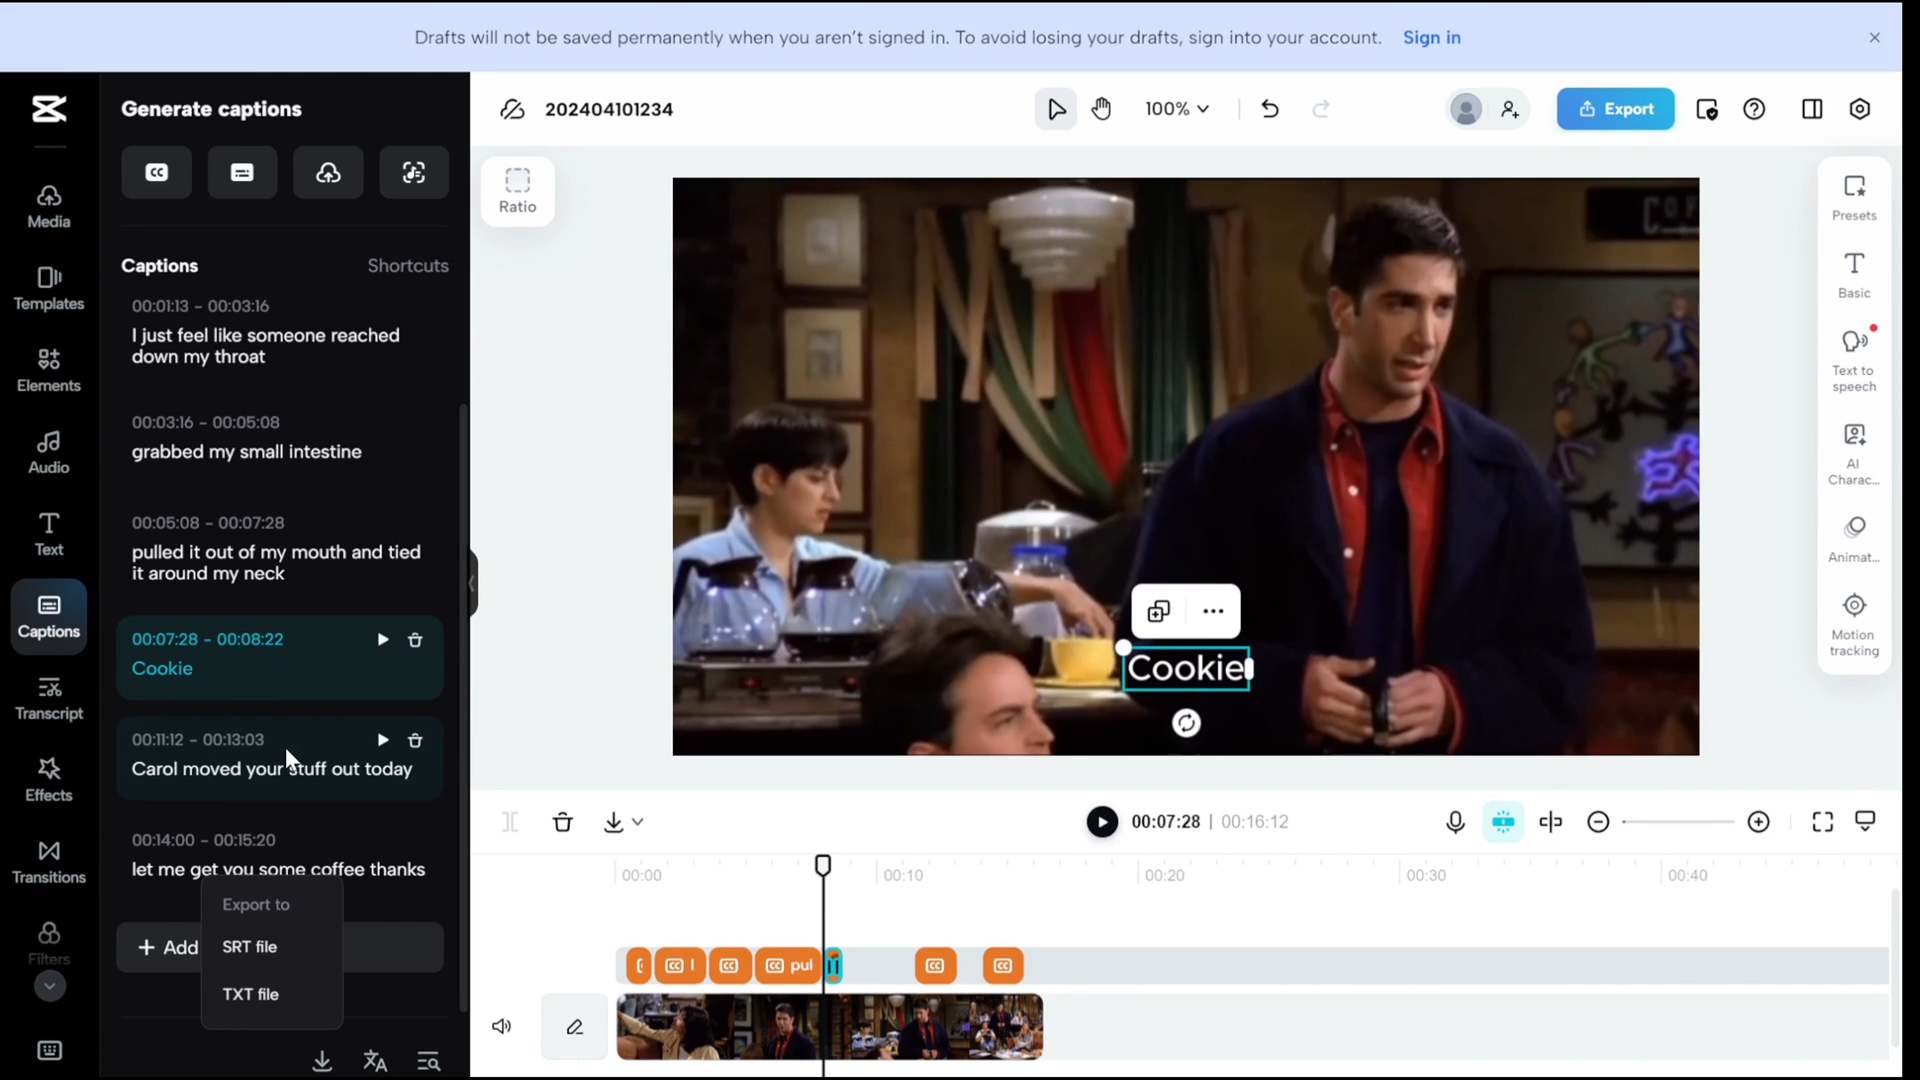 Drafts will not be saved permanently when you aren't signed in. To avoid losing your drafts, sign into your account. Sign in
Generate captions
202404101234
100%
Export
Media
Templates
Elements
Audio
Text
Captions
Transcript
Effects
Transitions
Filters
Captions
Shortcuts
00:01:13 – 00:03:16
I just feel like someone reached
down my throat
00:03:16 – 00:05:08
grabbed my small intestine
00:05:08 – 00:07:28
pulled it out of my mouth and tied
it around my neck
00:07:28 – 00:08:22
Cookie
00:11:12 – 00:13:03
Carol moved your stuff out today
00:14:00 – 00:15:20
let me get you some coffee thanks
+ Add
Export to
SRT file
TXT file
Ratio
Cookie
Presets
Basic
Text to
speech
AI
Charac...
Animat...
Motion
tracking
00:07:28 | 00:16:12
00:00
00:10
00:20
00:30
00:40
pul